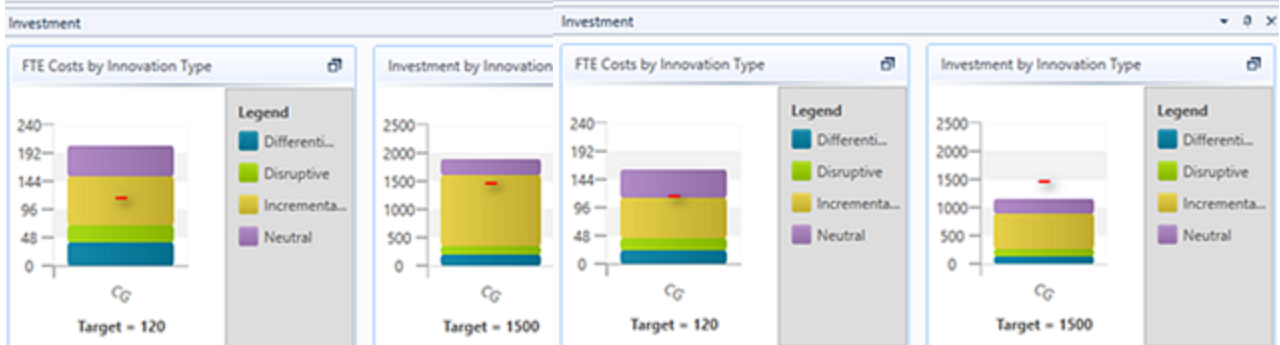 Investment
FTE Costs by Innovation Type
240
192
144
96
48
0
CG
Target = 120
Legend
Differenti...
Disruptive
Incrementa...
Neutral
Investment by Innovation
2500
2000
1500
1000
500
0
CG
Target = 1500
Investment
FTE Costs by Innovation Type
240
192
144
96
48
0
CG
Target = 120
Legend
Differenti...
Disruptive
Incrementa...
Neutral
Investment by Innovation Type
2500
2000
1500
1000
500
0
CG
Target = 1500
Legend
Differenti...
Disruptive
Incrementa...
Neutral